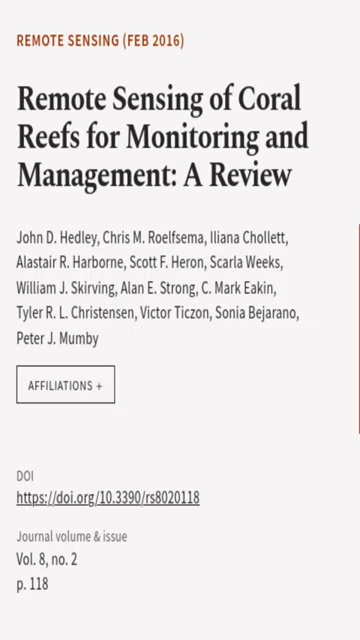 REMOTE SENSING (FEB 2016)
Remote Sensing of Coral
Reefs for Monitoring and
Management: A Review
John D. Hedley, Chris M. Roelfsema, Iliana Chollett,
Alastair R. Harborne, Scott F. Heron, Scarla Weeks,
William J. Skirving, Alan E. Strong, C. Mark Eakin,
Tyler R. L. Christensen, Victor Ticzon, Sonia Bejarano,
Peter J. Mumby
AFFILIATIONS +
DOI
https://doi.org/10.3390/rs8020118
Journal volume & issue
Vol. 8, no. 2
p. 118